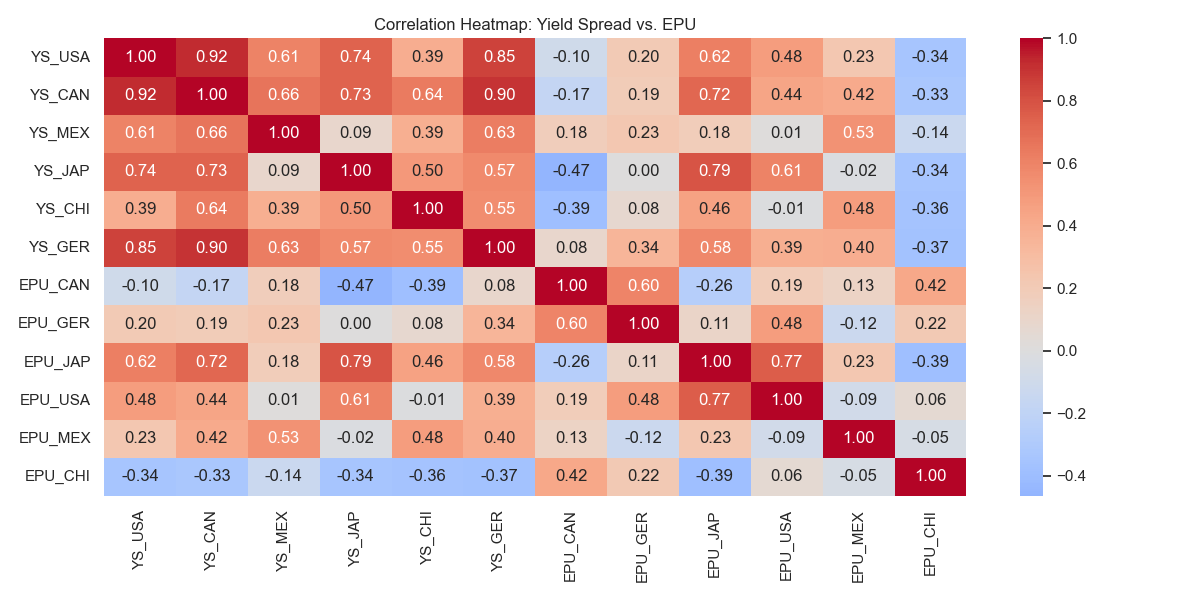 Correlation Heatmap: Yield Spread vs. EPU
YS_USA 1.00 0.92 0.61 0.74 0.39 0.85 -0.10 0.20 0.62 0.48 0.23 -0.34
YS_CAN 0.92 1.00 0.66 0.73 0.64 0.90 -0.17 0.19 0.72 0.44 0.42 -0.33
YS_MEX 0.61 0.66 1.00 0.09 0.39 0.63 0.18 0.23 0.18 0.01 0.53 -0.14
YS_JAP 0.74 0.73 0.09 1.00 0.50 0.57 -0.47 0.00 0.79 0.61 -0.02 -0.34
YS_CHI 0.39 0.64 0.39 0.50 1.00 0.55 -0.39 0.08 0.46 -0.01 0.48 -0.36
YS_GER 0.85 0.90 0.63 0.57 0.55 1.00 0.08 0.34 0.58 0.39 0.40 -0.37
EPU_CAN -0.10 -0.17 0.18 -0.47 -0.39 0.08 1.00 0.60 -0.26 0.19 0.13 0.42
EPU_GER 0.20 0.19 0.23 0.00 0.08 0.34 0.60 1.00 0.11 0.48 -0.12 0.22
EPU_JAP 0.62 0.72 0.18 0.79 0.46 0.58 -0.26 0.11 1.00 0.77 0.23 -0.39
EPU_USA 0.48 0.44 0.01 0.61 -0.01 0.39 0.19 0.48 0.77 1.00 -0.09 0.06
EPU_MEX 0.23 0.42 0.53 -0.02 0.48 0.40 0.13 -0.12 0.23 -0.09 1.00 -0.05
EPU_CHI -0.34 -0.33 -0.14 -0.34 -0.36 -0.37 0.42 0.22 -0.39 0.06 -0.05 1.00
YS_USA YS_CAN YS_MEX YS_JAP YS_CHI YS_GER EPU_CAN EPU_GER EPU_JAP EPU_USA EPU_MEX EPU_CHI
1.0
0.8
0.6
0.4
0.2
0.0
-0.2
-0.4